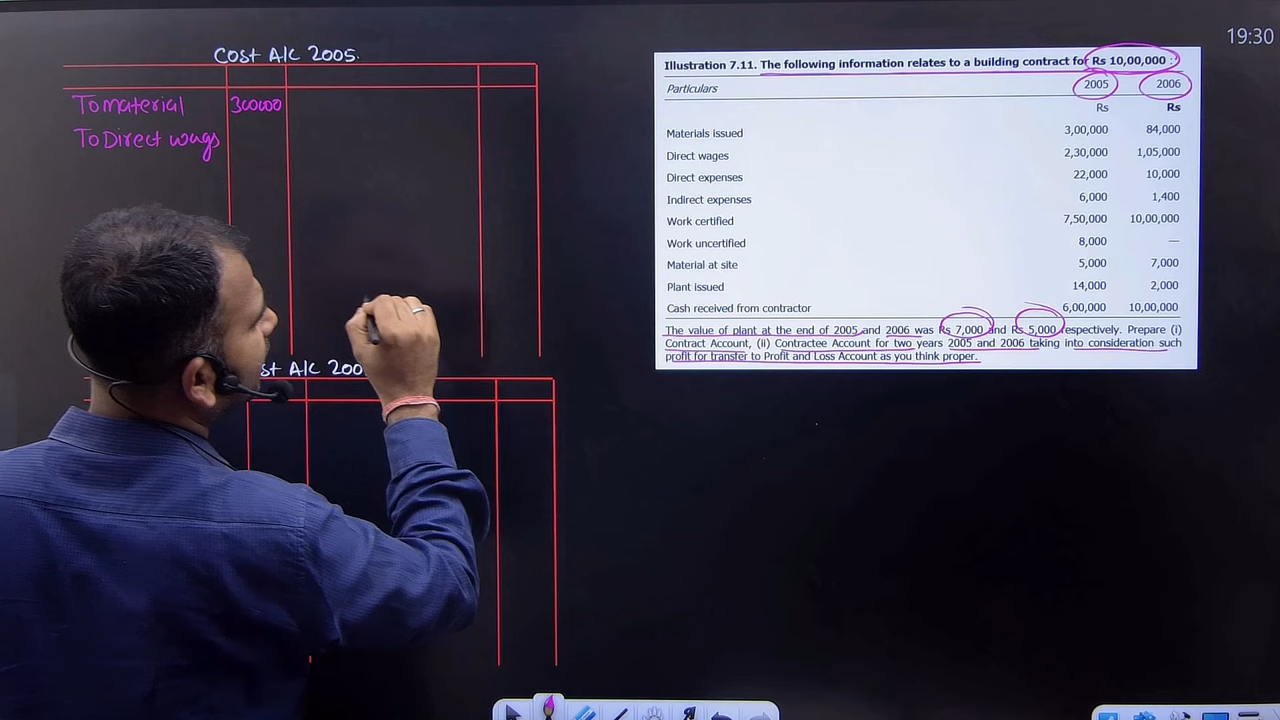 19:30
Cost A/C 2005.
To material 300000
To Direct wags
st A/C 200
Illustration 7.11. The following information relates to a building contract for Rs 10,00,000 :
Particulars 2005 2006
Rs Rs
Materials issued 3,00,000 84,000
Direct wages 2,30,000 1,05,000
Direct expenses 22,000 10,000
Indirect expenses 6,000 1,400
Work certified 7,50,000 10,00,000
Work uncertified 8,000 —
Material at site 5,000 7,000
Plant issued 14,000 2,000
Cash received from contractor 6,00,000 10,00,000
The value of plant at the end of 2005 and 2006 was Rs 7,000 and Rs 5,000 respectively. Prepare (i)
Contract Account, (ii) Contractee Account for two years 2005 and 2006 taking into consideration such
profit for transfer to Profit and Loss Account as you think proper.